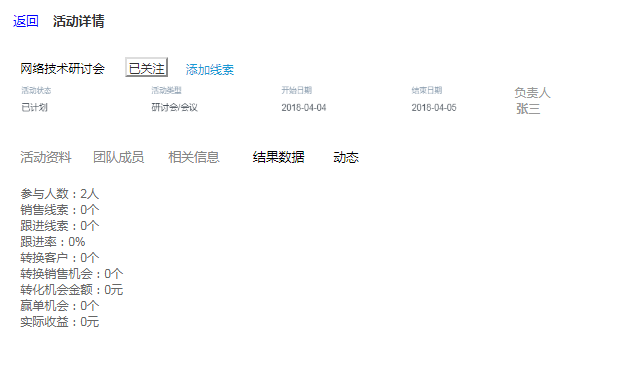 返回 活动详情
网络技术研讨会 已关注 添加线索
活动状态 活动类型 开始日期 结束日期 负责人
已计划 研讨会/会议 2018-04-04 2018-04-05 张三
活动资料 团队成员 相关信息 结果数据 动态
参与人数：2人
销售线索：0个
跟进线索：0个
跟进率：0%
转换客户：0个
转换销售机会：0个
转化机会金额：0元
赢单机会：0个
实际收益：0元